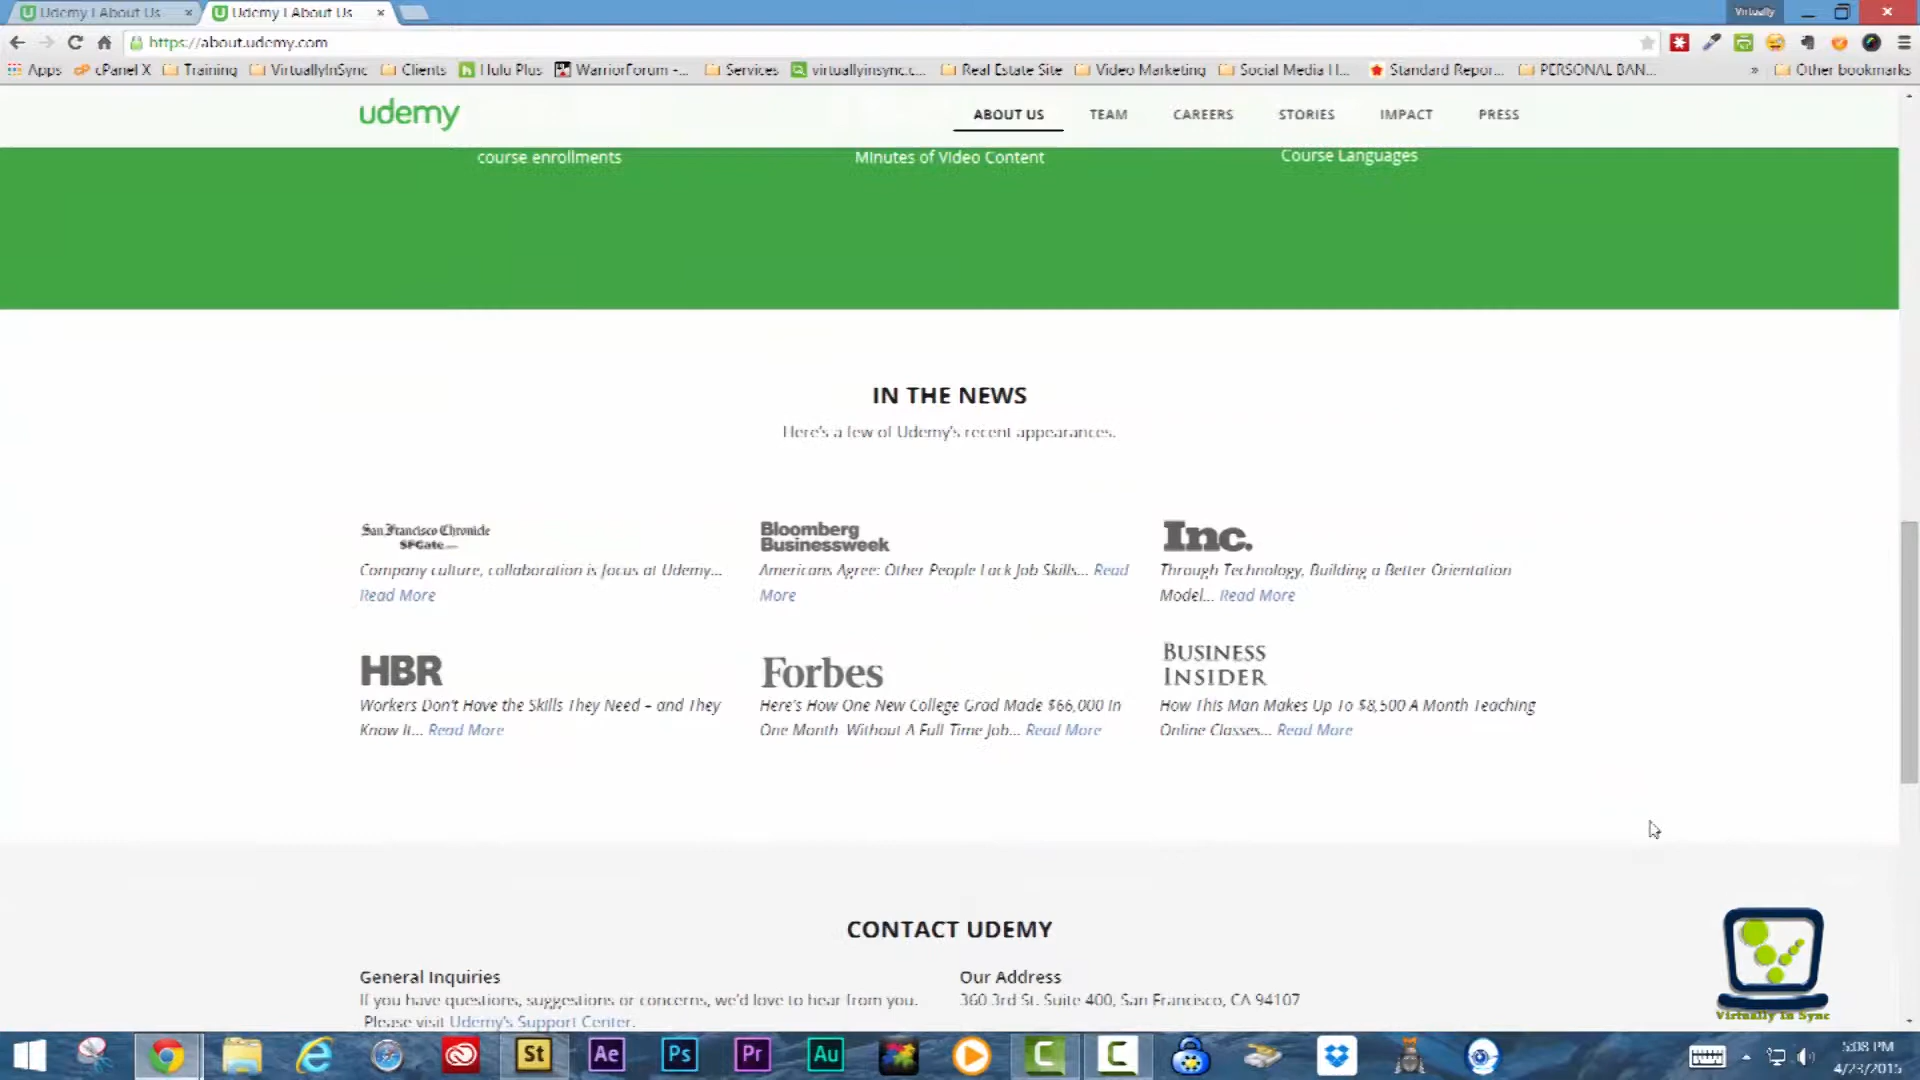 Udemy | About Us
Udemy | About Us
Virtually
https://about.udemy.com
Apps
cPanel X
Training
VirtuallyInSync
Clients
Hulu Plus
WarriorForum -...
Services
virtuallyinsync.c...
Real Estate Site
Video Marketing
Social Media H...
Standard Repor...
PERSONAL BAN...
»
Other bookmarks
udemy
ABOUT US
TEAM
CAREERS
STORIES
IMPACT
PRESS
course enrollments
Minutes of Video Content
Course Languages
IN THE NEWS
Here's a few of Udemy's recent appearances.
San Francisco Chronicle
SFGate
Company culture, collaboration is focus at Udemy...
Read More
Bloomberg
Businessweek
Americans Agree: Other People Lack Job Skills... Read
More
Inc.
Through Technology, Building a Better Orientation
Model... Read More
HBR
Workers Don't Have the Skills They Need – and They
Know It... Read More
Forbes
Here's How One New College Grad Made $66,000 In
One Month Without A Full Time Job... Read More
BUSINESS
INSIDER
How This Man Makes Up To $8,500 A Month Teaching
Online Classes... Read More
CONTACT UDEMY
General Inquiries
If you have questions, suggestions or concerns, we'd love to hear from you.
Please visit Udemy's Support Center.
Our Address
360 3rd St. Suite 400, San Francisco, CA 94107
Virtually In Sync
St
Ae
Ps
Pr
Au
5:08 PM
4/23/2015